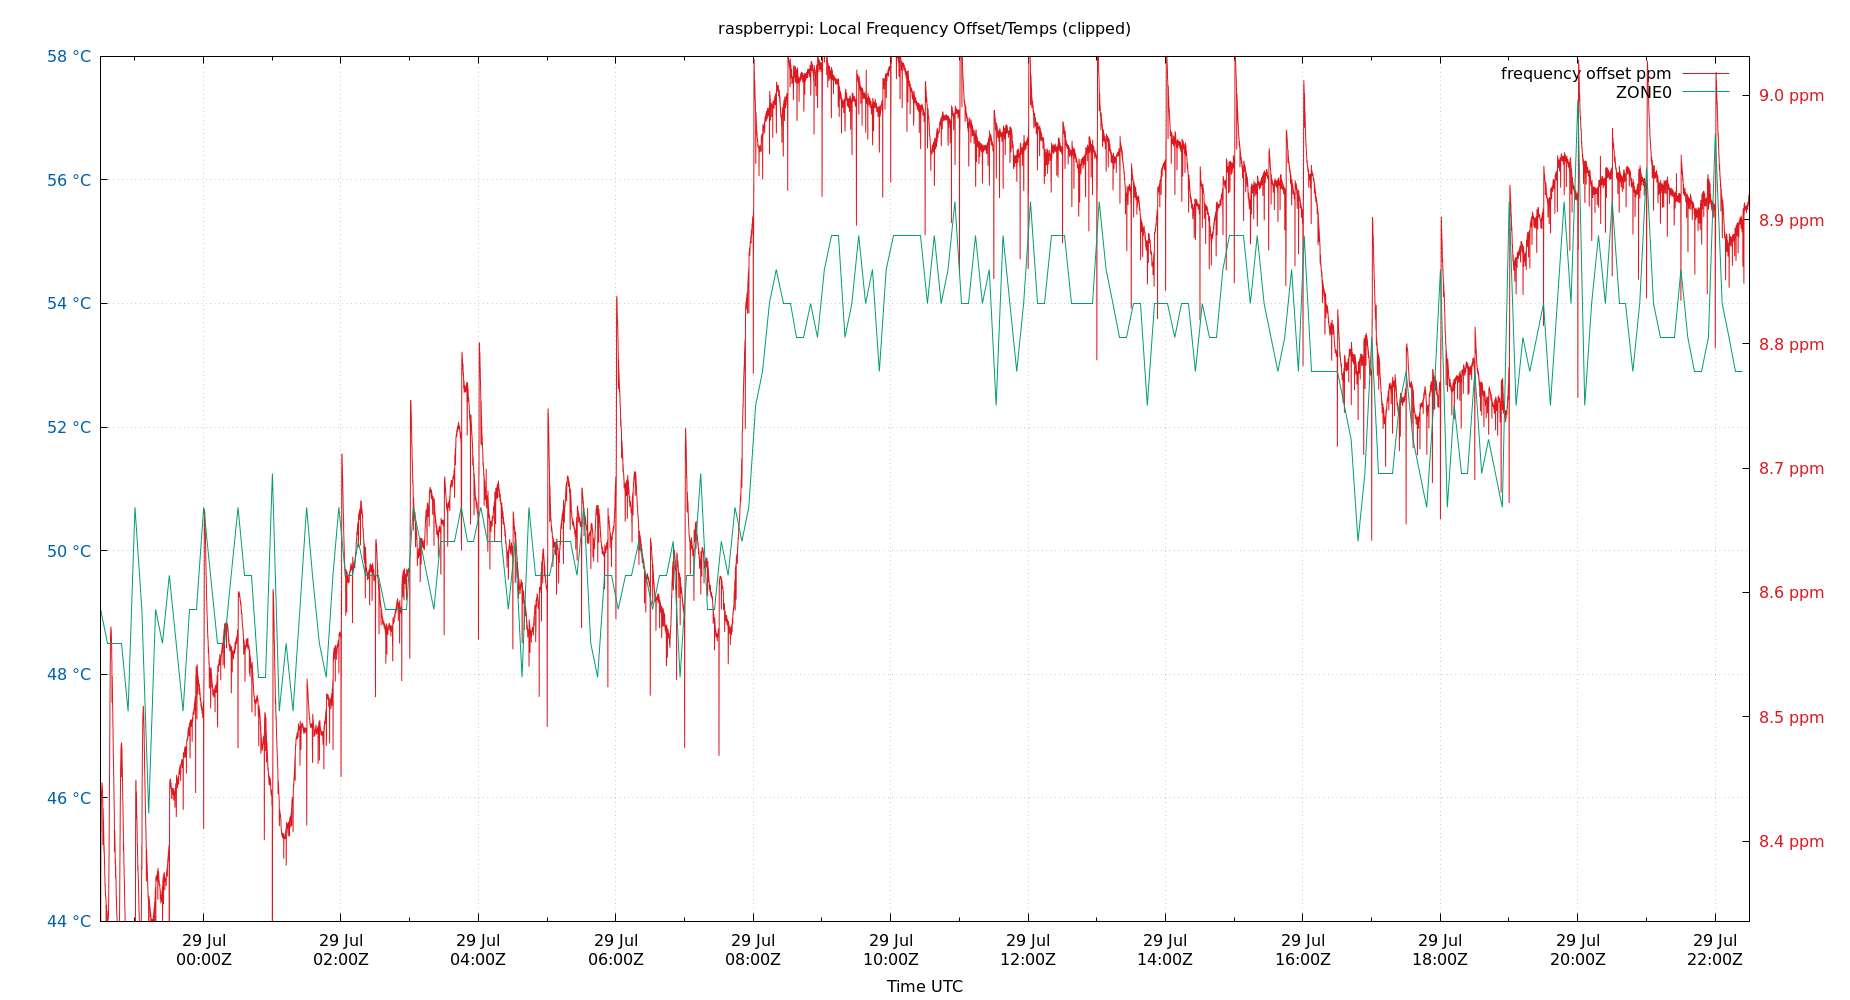 raspberrypi: Local Frequency Offset/Temps (clipped)
58 °C
56 °C
54 °C
52 °C
50 °C
48 °C
46 °C
44 °C
frequency offset ppm
ZONE0
9.0 ppm
8.9 ppm
8.8 ppm
8.7 ppm
8.6 ppm
8.5 ppm
8.4 ppm
29 Jul 29 Jul 29 Jul 29 Jul 29 Jul 29 Jul 29 Jul 29 Jul 29 Jul 29 Jul 29 Jul 29 Jul
00:00Z 02:00Z 04:00Z 06:00Z 08:00Z 10:00Z 12:00Z 14:00Z 16:00Z 18:00Z 20:00Z 22:00Z
Time UTC